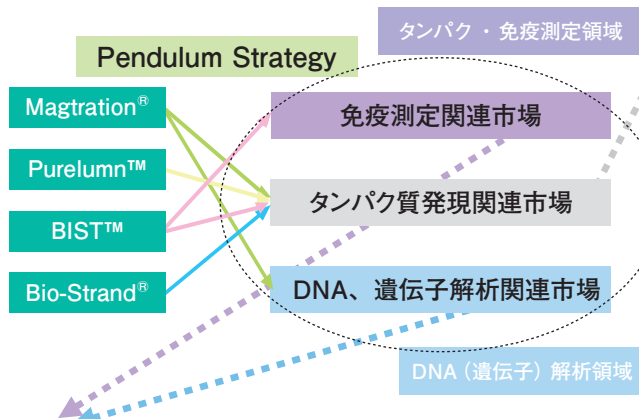 タンパク・免疫測定領域
Pendulum Strategy
Magtration®
免疫測定関連市場
Purelumn™
タンパク質発現関連市場
BIST™
Bio-Strand®
DNA、遺伝子解析関連市場
DNA（遺伝子）解析領域